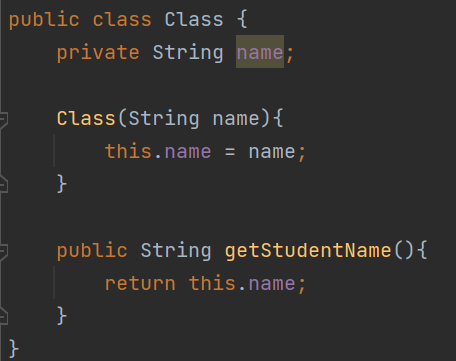 public class Class {
    private String name;
    Class(String name){
        this.name = name;
    }
    public String getStudentName(){
        return this.name;
    }
}